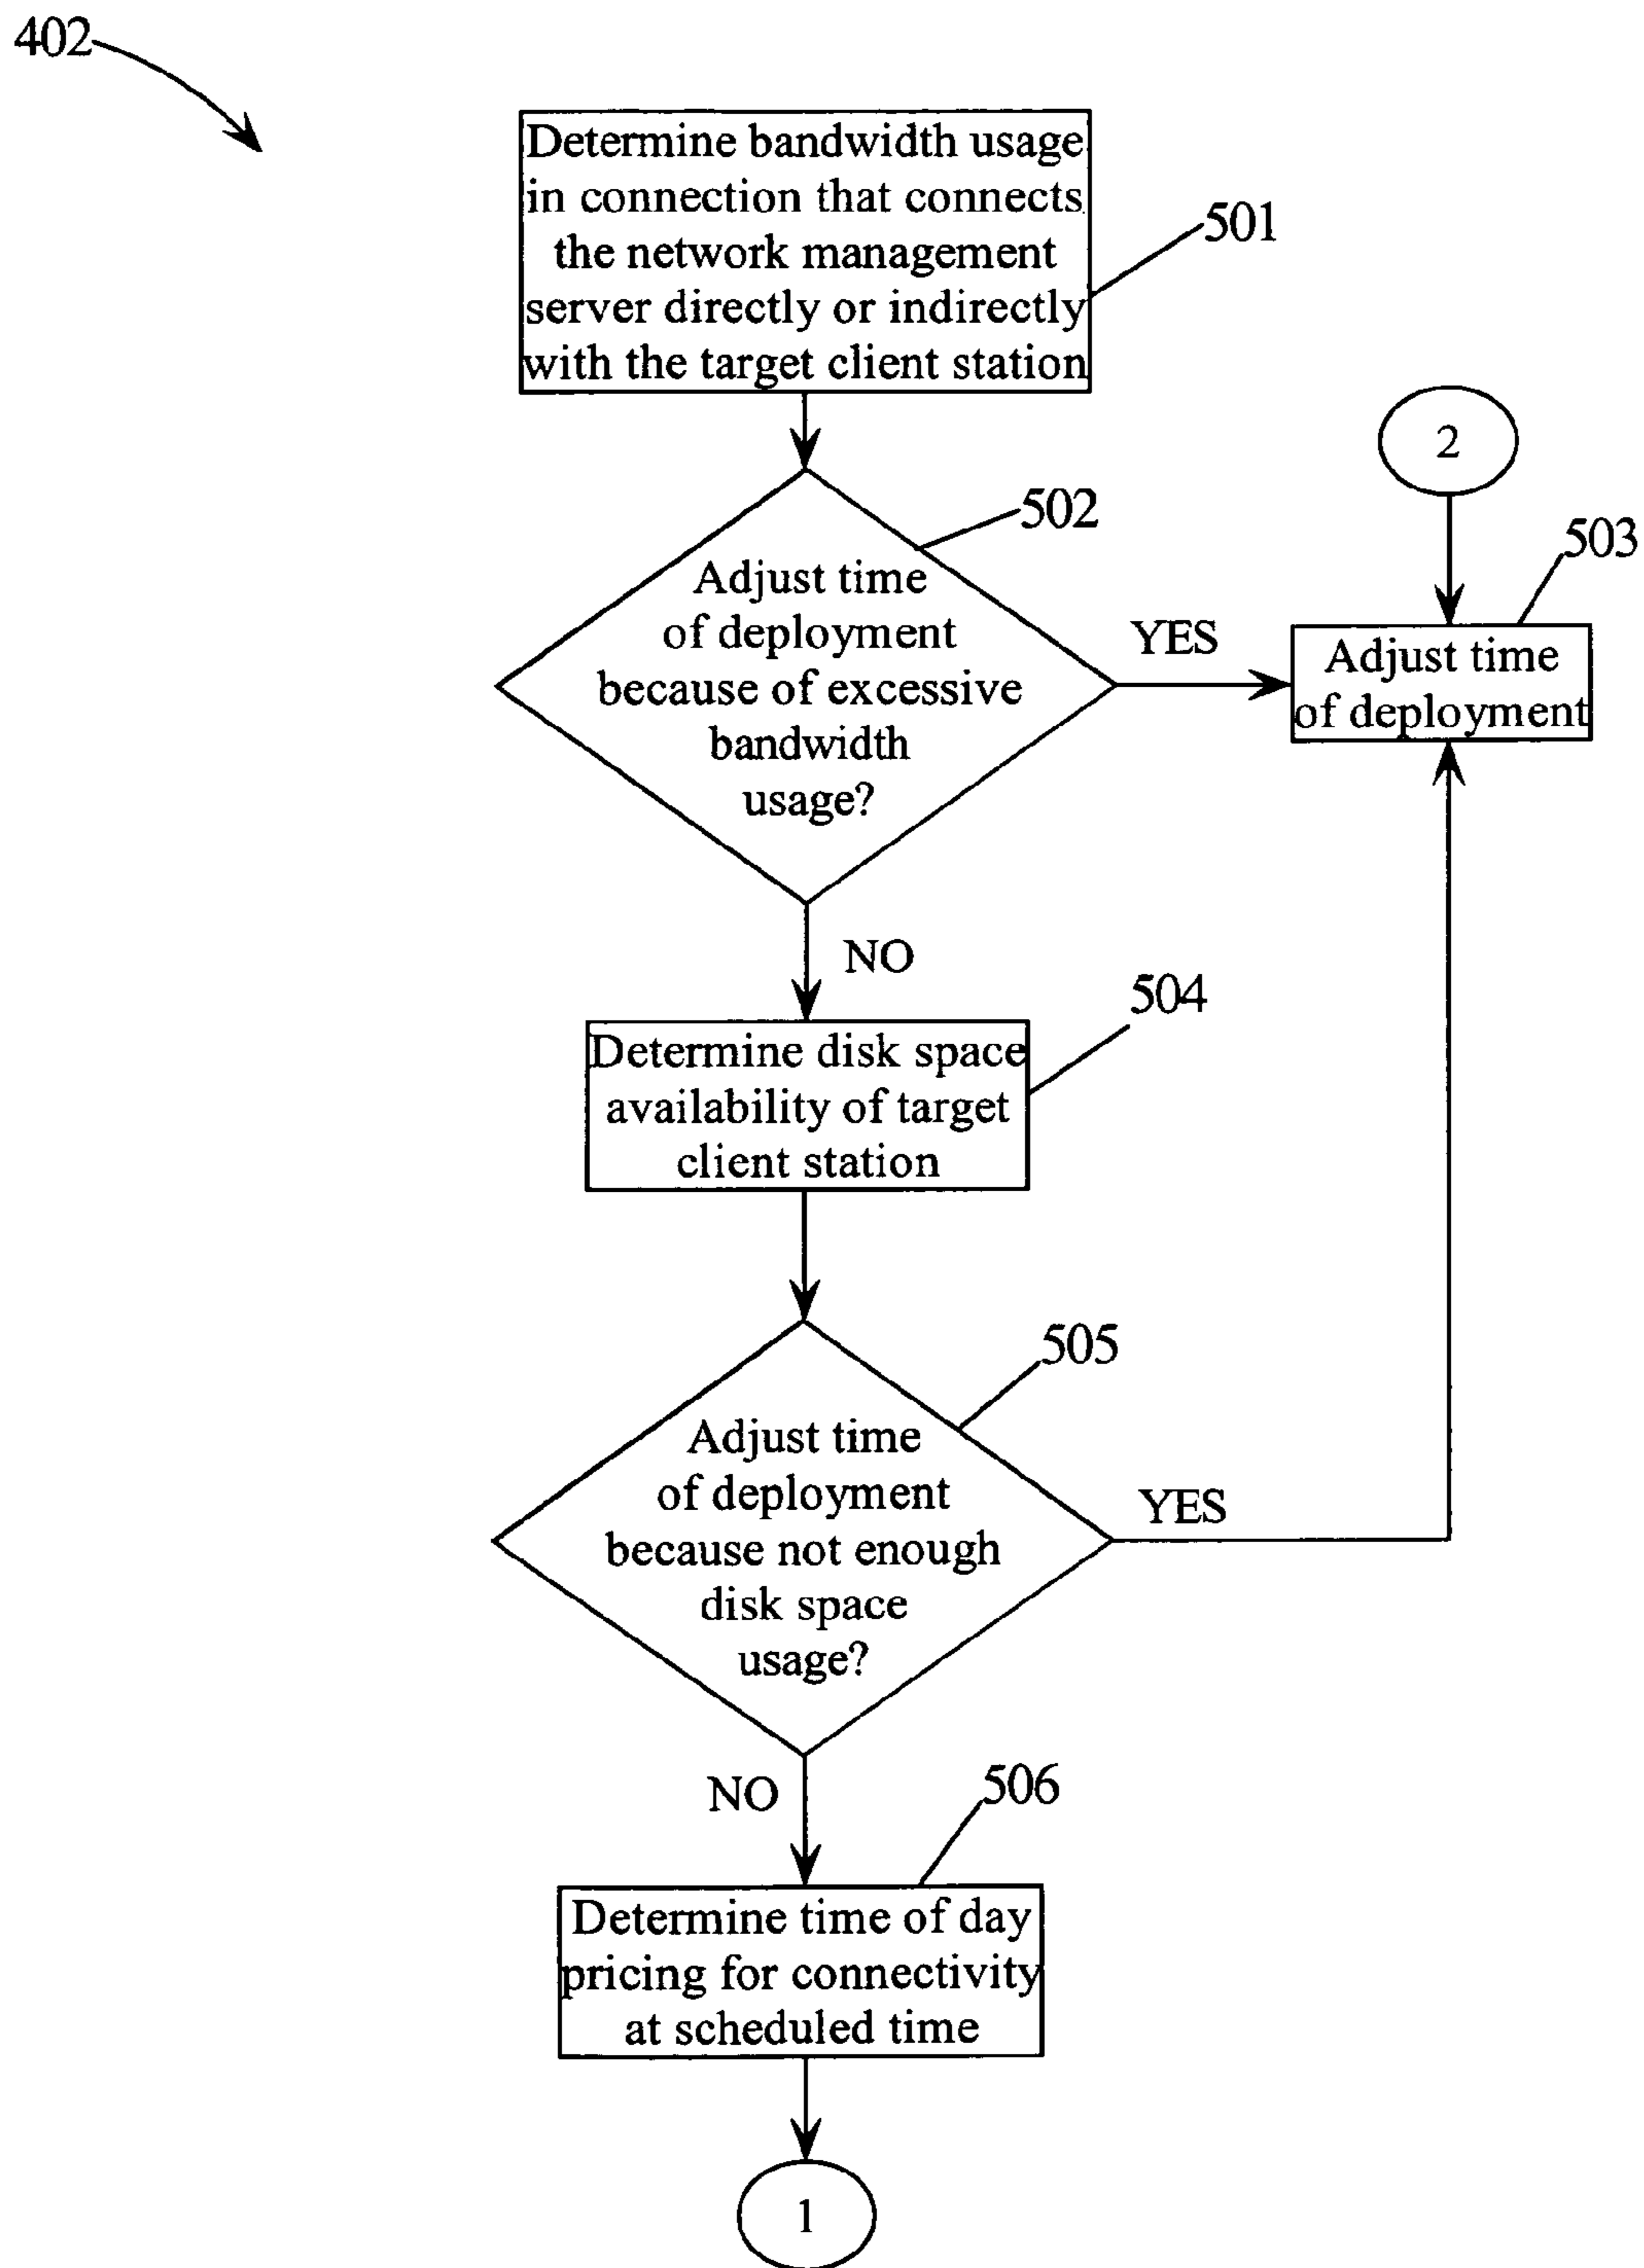 402
Determine bandwidth usage
in connection that connects
the network management
server directly or indirectly
with the target client station
501
502
Adjust time
of deployment
because of excessive
bandwidth
usage?
YES
2
503
Adjust time
of deployment
NO
504
Determine disk space
availability of target
client station
505
Adjust time
of deployment
because not enough
disk space
usage?
YES
NO
506
Determine time of day
pricing for connectivity
at scheduled time
1